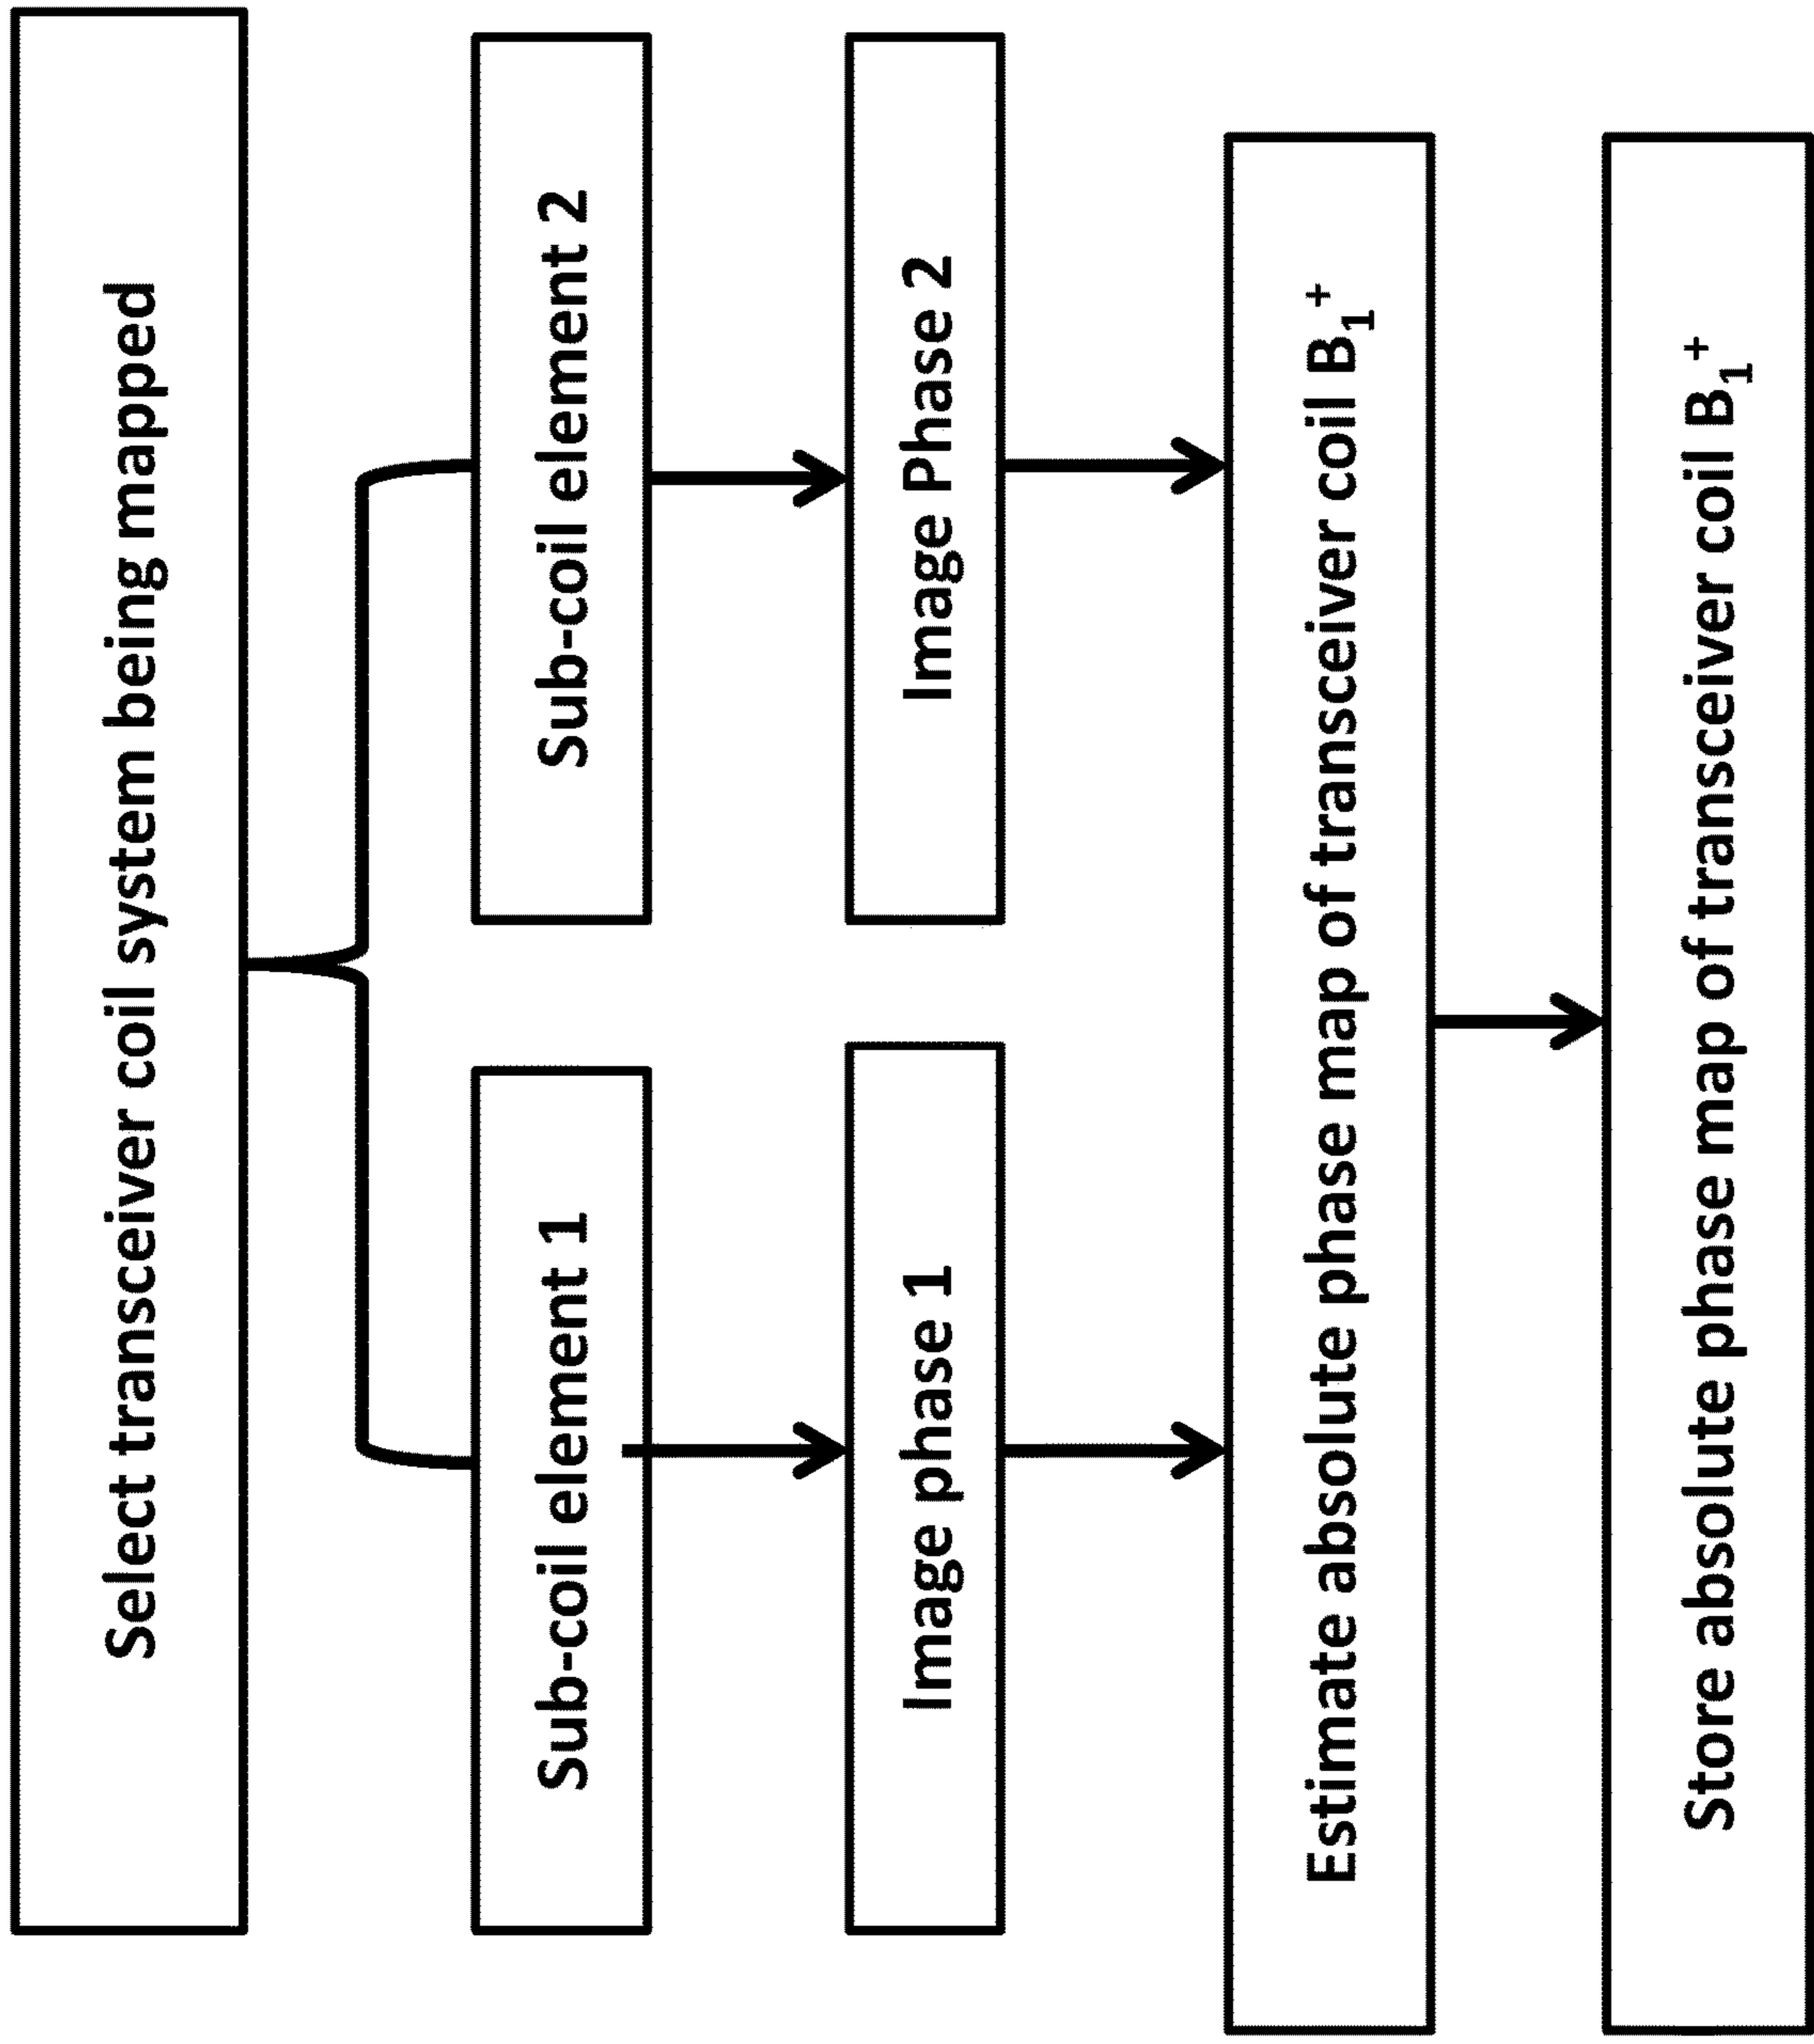 Select transceiver coil system being mapped
Sub-coil element 1
Sub-coil element 2
Image phase 1
Image Phase 2
Estimate absolute phase map of transceiver coil B₁⁺
Store absolute phase map of transceiver coil B₁⁺